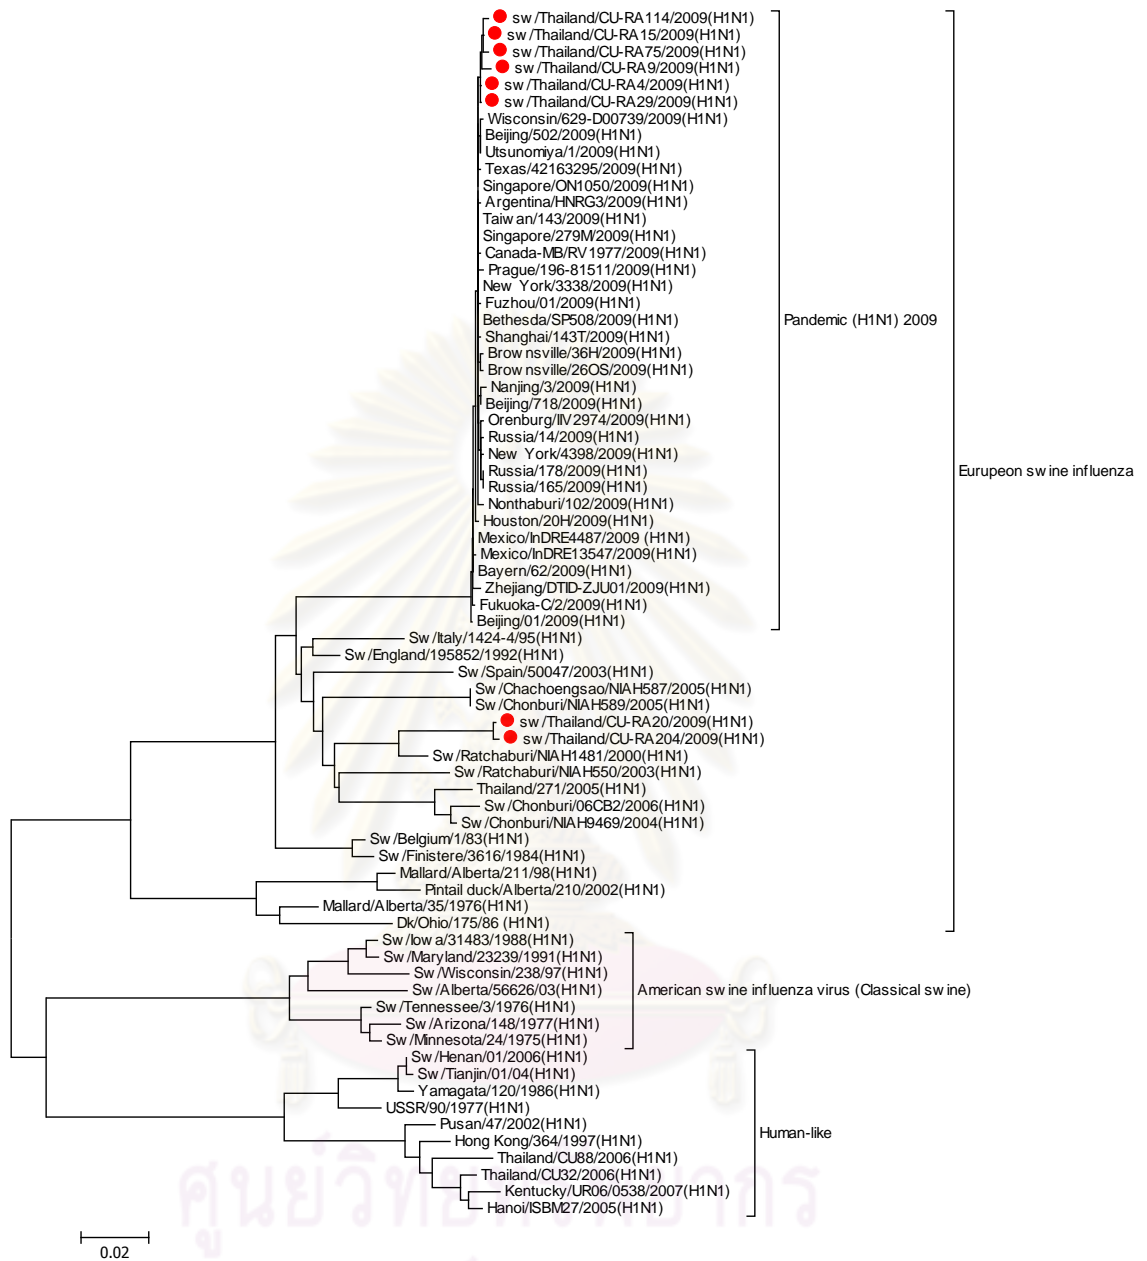 sw/Thailand/CU-RA114/2009(H1N1)
sw/Thailand/CU-RA15/2009(H1N1)
sw/Thailand/CU-RA75/2009(H1N1)
sw/Thailand/CU-RA9/2009(H1N1)
sw/Thailand/CU-RA4/2009(H1N1)
sw/Thailand/CU-RA29/2009(H1N1)
Wisconsin/629-D00739/2009(H1N1)
Beijing/502/2009(H1N1)
Utsunomiya/1/2009(H1N1)
Texas/42163295/2009(H1N1)
Singapore/ON1050/2009(H1N1)
Argentina/HNRG3/2009(H1N1)
Taiwan/143/2009(H1N1)
Singapore/279M/2009(H1N1)
Canada-MB/RV1977/2009(H1N1)
Prague/196-81511/2009(H1N1)
New York/3338/2009(H1N1)
Fuzhou/01/2009(H1N1)
Bethesda/SP508/2009(H1N1)
Shanghai/143T/2009(H1N1)
Brownsville/36H/2009(H1N1)
Brownsville/26OS/2009(H1N1)
Nanjing/3/2009(H1N1)
Beijing/718/2009(H1N1)
Orenburg/IIV2974/2009(H1N1)
Russia/14/2009(H1N1)
New York/4398/2009(H1N1)
Russia/178/2009(H1N1)
Russia/165/2009(H1N1)
Nonthaburi/102/2009(H1N1)
Houston/20H/2009(H1N1)
Mexico/InDRE4487/2009 (H1N1)
Mexico/InDRE13547/2009(H1N1)
Bayern/62/2009(H1N1)
Zhejiang/DTID-ZJU01/2009(H1N1)
Fukuoka-C/2/2009(H1N1)
Beijing/01/2009(H1N1)
Pandemic (H1N1) 2009
Sw/Italy/1424-4/95(H1N1)
Sw/England/195852/1992(H1N1)
Sw/Spain/50047/2003(H1N1)
Sw/Chachoengsao/NIAH587/2005(H1N1)
Sw/Chonburi/NIAH589/2005(H1N1)
sw/Thailand/CU-RA20/2009(H1N1)
sw/Thailand/CU-RA204/2009(H1N1)
Sw/Ratchaburi/NIAH1481/2000(H1N1)
Sw/Ratchaburi/NIAH550/2003(H1N1)
Thailand/271/2005(H1N1)
Sw/Chonburi/06CB2/2006(H1N1)
Sw/Chonburi/NIAH9469/2004(H1N1)
Sw/Belgium/1/83(H1N1)
Sw/Finistere/3616/1984(H1N1)
Mallard/Alberta/211/98(H1N1)
Pintail duck/Alberta/210/2002(H1N1)
Mallard/Alberta/35/1976(H1N1)
Dk/Ohio/175/86 (H1N1)
Eurupeon swine influenza
Sw/Iowa/31483/1988(H1N1)
Sw/Maryland/23239/1991(H1N1)
Sw/Wisconsin/238/97(H1N1)
Sw/Alberta/56626/03(H1N1)
Sw/Tennessee/3/1976(H1N1)
Sw/Arizona/148/1977(H1N1)
Sw/Minnesota/24/1975(H1N1)
American swine influenza virus (Classical swine)
Sw/Henan/01/2006(H1N1)
Sw/Tianjin/01/04(H1N1)
Yamagata/120/1986(H1N1)
USSR/90/1977(H1N1)
Pusan/47/2002(H1N1)
Hong Kong/364/1997(H1N1)
Thailand/CU88/2006(H1N1)
Thailand/CU32/2006(H1N1)
Kentucky/UR06/0538/2007(H1N1)
Hanoi/ISBM27/2005(H1N1)
Human-like
ศูนย์วิทยทรัพยากร
0.02